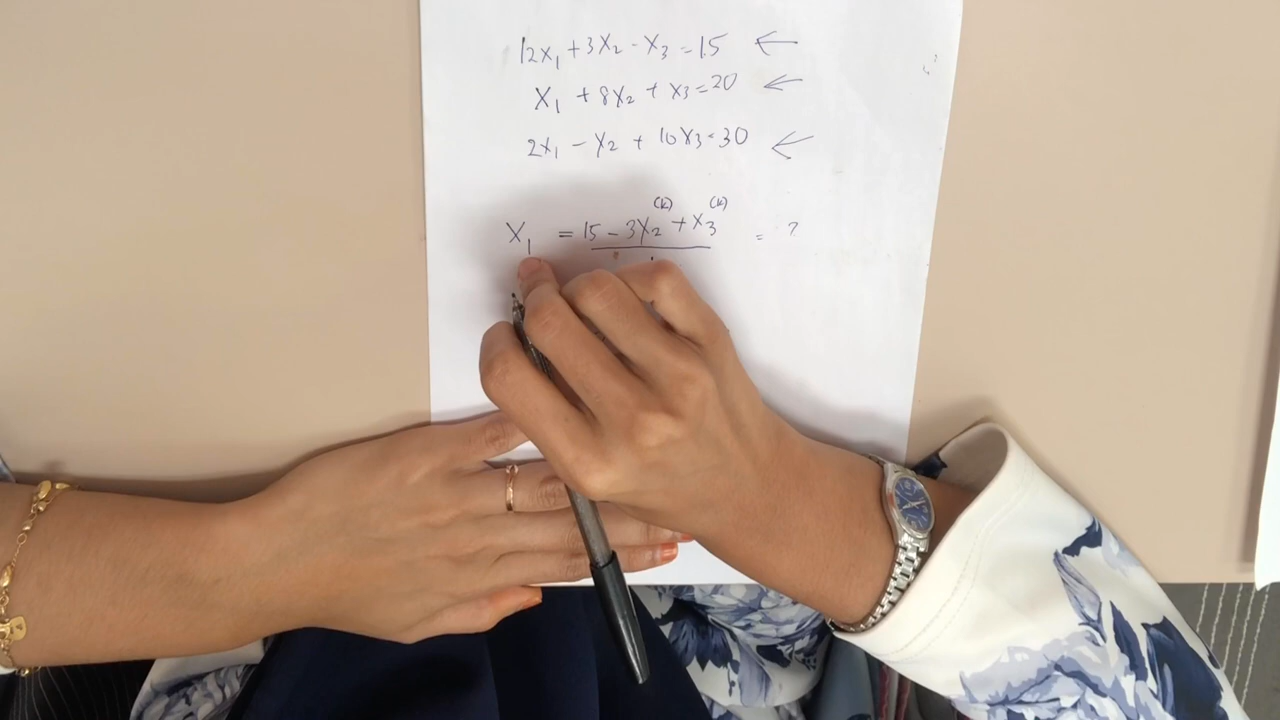 12x₁ + 3x₂ - x₃ = 15 ←
x₁ + 8x₂ + x₃ = 20 ←
2x₁ - x₂ + 10x₃ = 30 ←
x₁ = 15 - 3x₂⁽ᵏ⁾ + x₃⁽ᵏ⁾ = ?